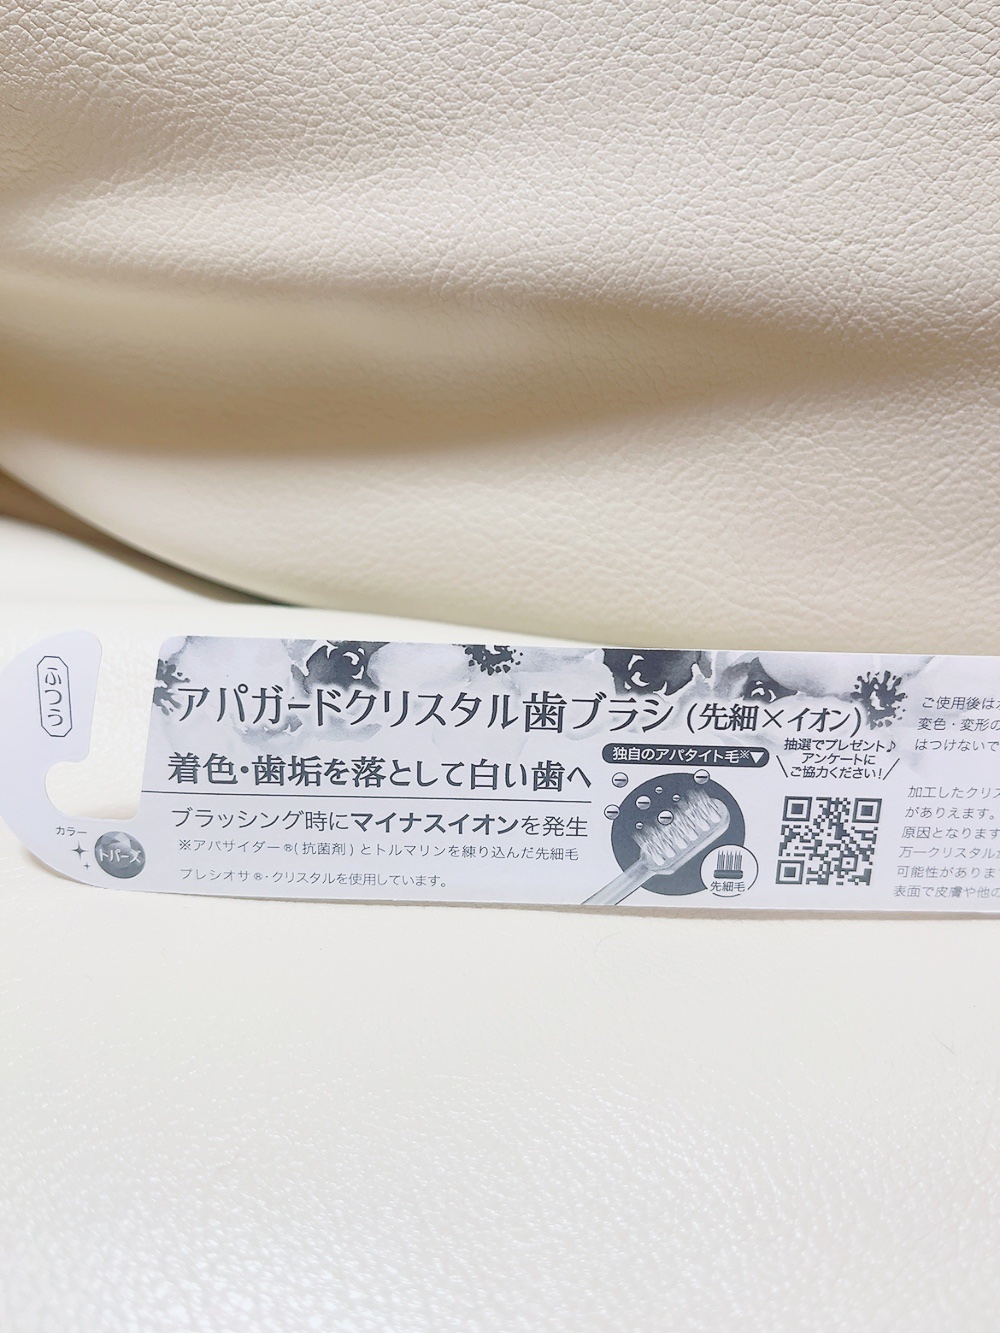 ふつう
アパガードクリスタル歯ブラシ (先細×イオン)
着色・歯垢を落として白い歯へ
ブラッシング時にマイナスイオンを発生
※アパサイダー®(抗菌剤)とトルマリンを練り込んだ先細毛
プレシオサ®・クリスタルを使用しています。
カラー
トパーズ
独自のアパタイト毛※▼
先細毛
抽選でプレゼント♪
アンケートに
\ご協力ください!/
ご使用後は
変色・変形の
はつけないで
加工したクリス
がありえます。
原因となります
万一クリスタル
可能性がありま
表面で皮膚や他の